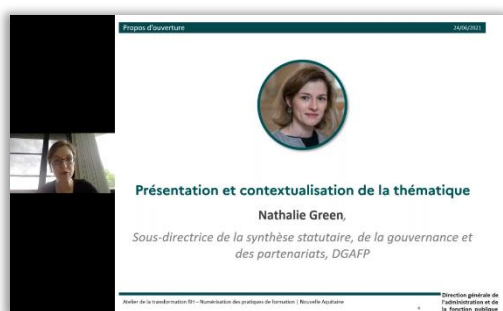 Propos d'ouverture
24/06/2021
Présentation et contextualisation de la thématique
Nathalie Green,
Sous-directrice de la synthèse statutaire, de la gouvernance et
des partenariats, DGAFP
Atelier de la transformation RH – Numérisation des pratiques de formation | Nouvelle Aquitaine
Direction générale de
l'administration et de
la fonction publique